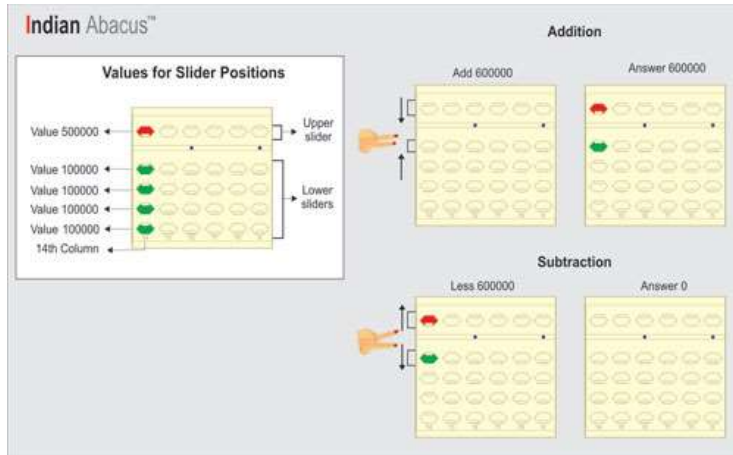 Indian Abacus™
Values for Slider Positions
Value 500000
Upper
slider
Value 100000
Value 100000
Value 100000
Value 100000
Lower
sliders
14th Column
Addition
Add 600000
Answer 600000
Subtraction
Less 600000
Answer 0